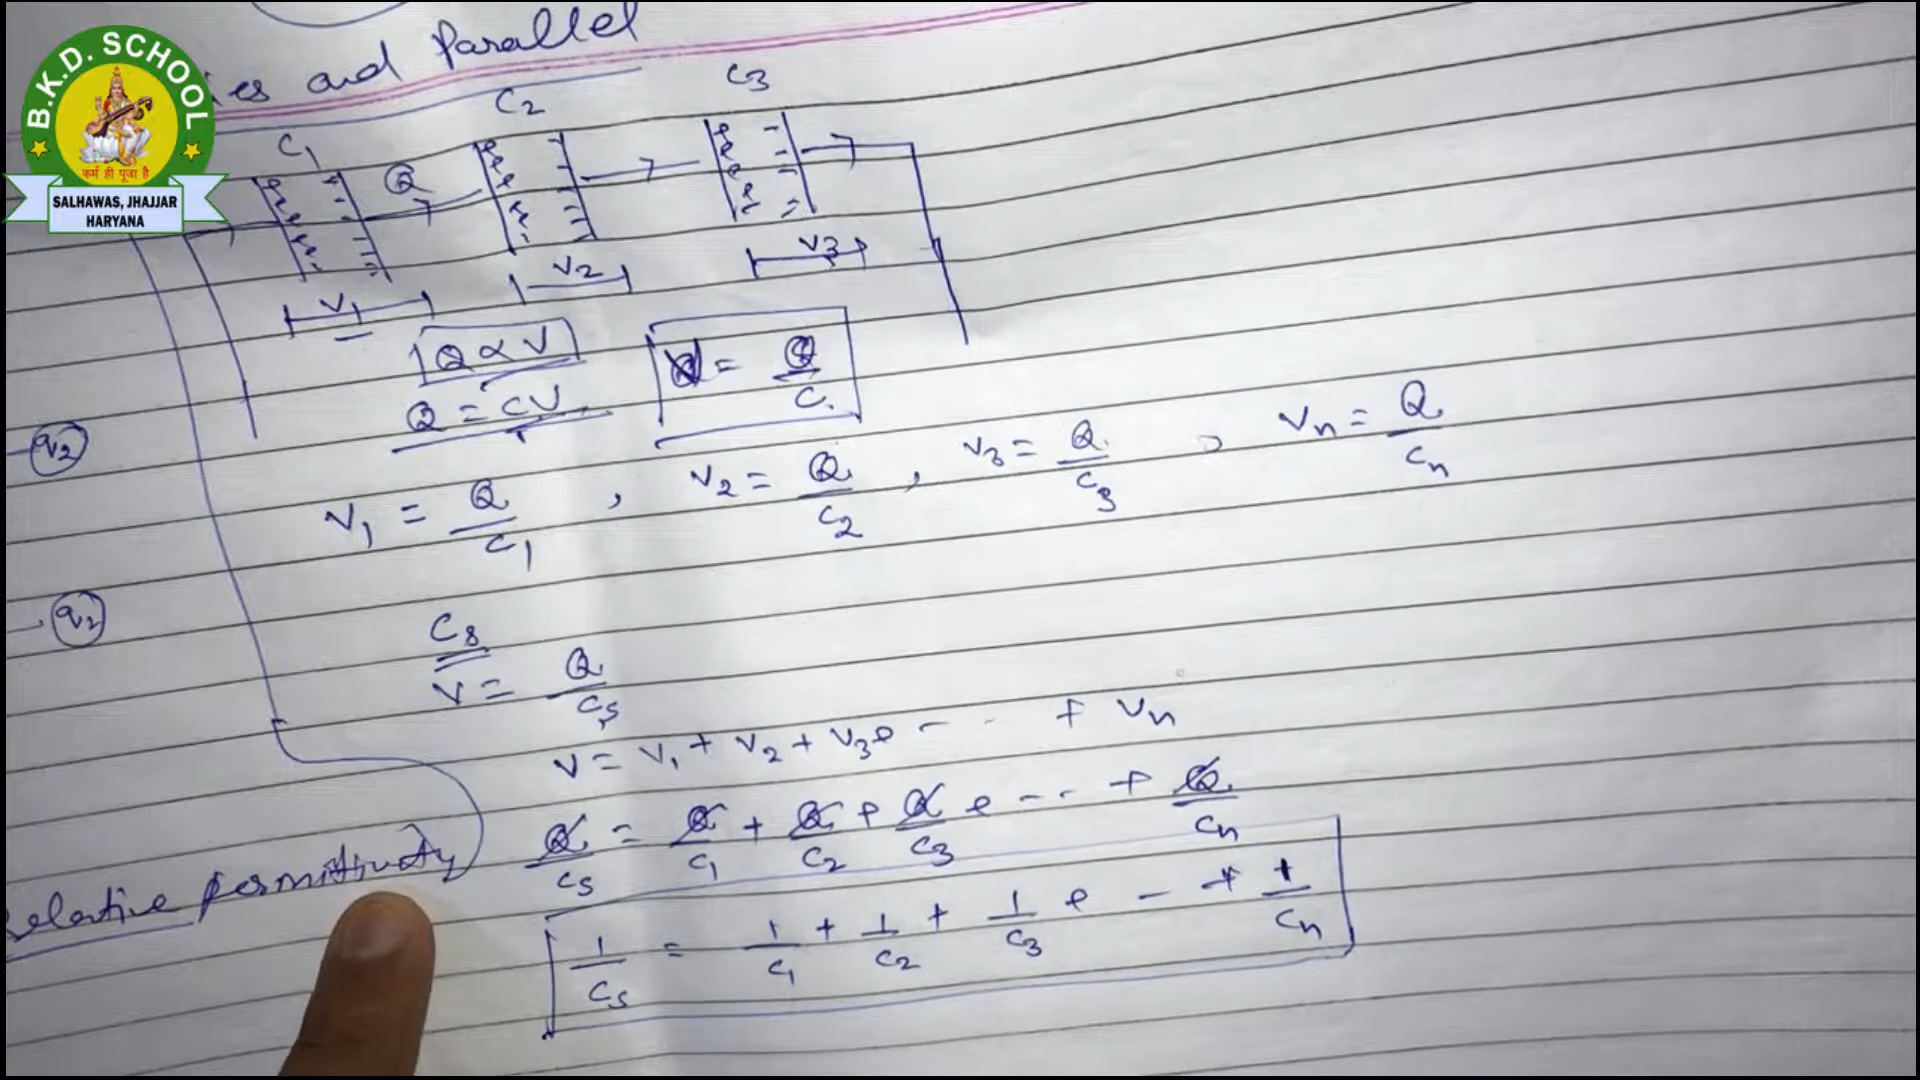 B.K.D. SCHOOL
कर्म ही पूजा है
SALHAWAS, JHAJJAR
HARYANA
ies and Parallel
C1 C2 C3
Q
V1 V2 V3
Q ∝ V
Q = CV
V = Q/C
q2
V1 = Q/C1 , V2 = Q/C2 , V3 = Q/C3 , Vn = Q/Cn
q2
Cs
V = Q/Cs
V = V1 + V2 + V3 + - - + Vn
Q/Cs = Q/C1 + Q/C2 + Q/C3 + - - - + Q/Cn
Relative permittivity
1/Cs = 1/C1 + 1/C2 + 1/C3 + - + 1/Cn